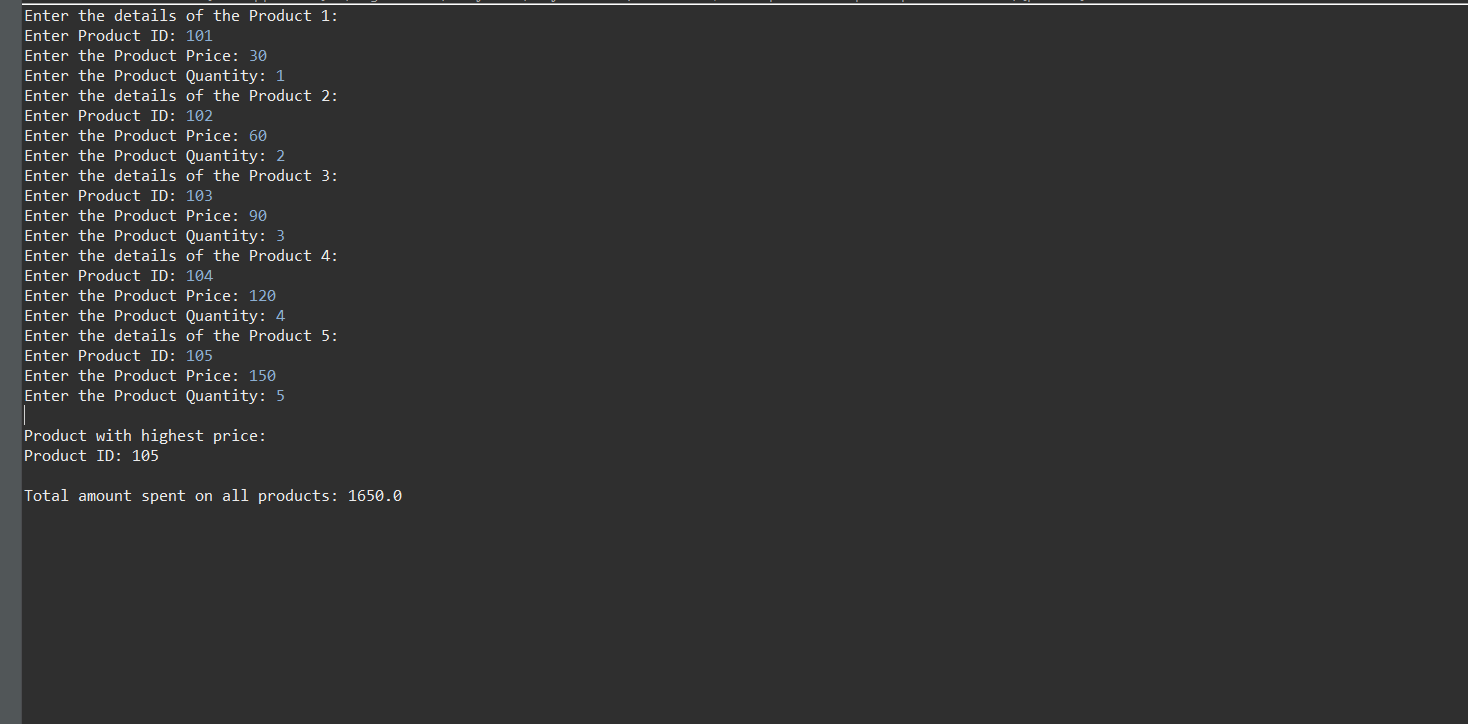 Enter the details of the Product 1:
Enter Product ID: 101
Enter the Product Price: 30
Enter the Product Quantity: 1
Enter the details of the Product 2:
Enter Product ID: 102
Enter the Product Price: 60
Enter the Product Quantity: 2
Enter the details of the Product 3:
Enter Product ID: 103
Enter the Product Price: 90
Enter the Product Quantity: 3
Enter the details of the Product 4:
Enter Product ID: 104
Enter the Product Price: 120
Enter the Product Quantity: 4
Enter the details of the Product 5:
Enter Product ID: 105
Enter the Product Price: 150
Enter the Product Quantity: 5
Product with highest price:
Product ID: 105
Total amount spent on all products: 1650.0